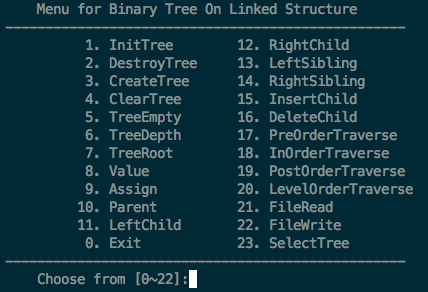 Menu for Binary Tree On Linked Structure
1. InitTree 12. RightChild
2. DestroyTree 13. LeftSibling
3. CreateTree 14. RightSibling
4. ClearTree 15. InsertChild
5. TreeEmpty 16. DeleteChild
6. TreeDepth 17. PreOrderTraverse
7. TreeRoot 18. InOrderTraverse
8. Value 19. PostOrderTraverse
9. Assign 20. LevelOrderTraverse
10. Parent 21. FileRead
11. LeftChild 22. FileWrite
0. Exit 23. SelectTree
Choose from [0~22]: